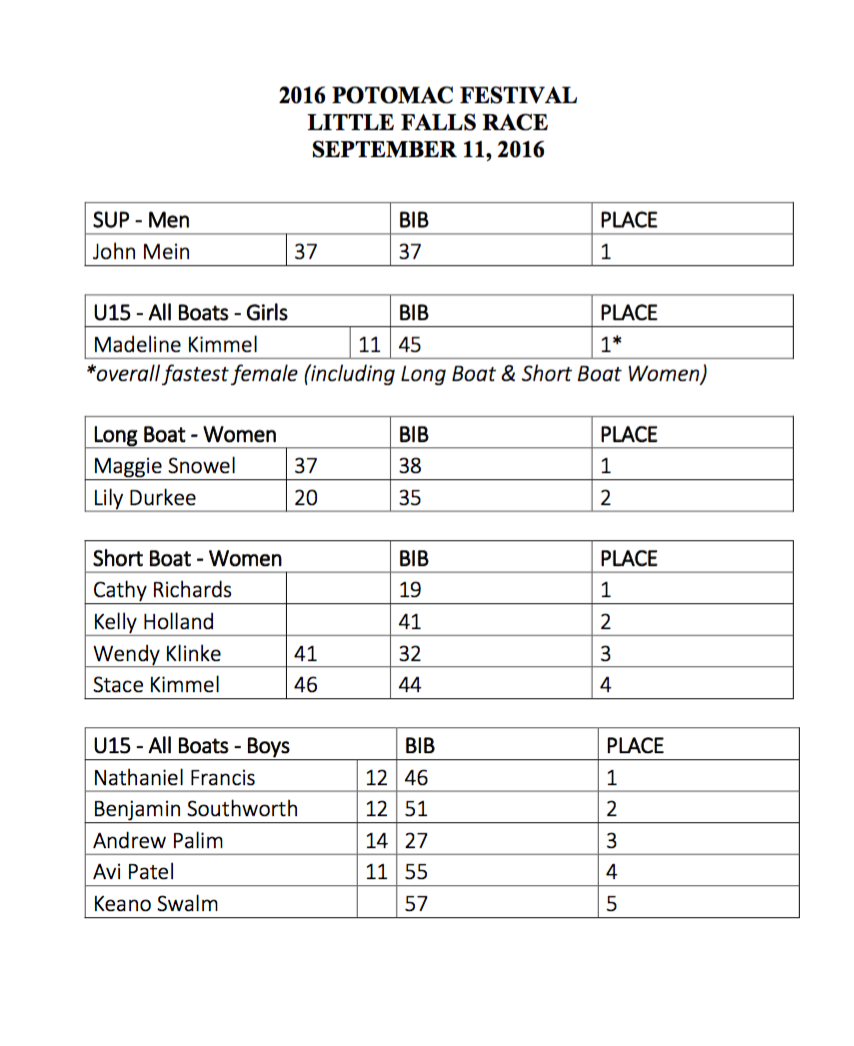 2016 POTOMAC FESTIVAL
LITTLE FALLS RACE
SEPTEMBER 11, 2016
SUP - Men BIB PLACE
John Mein 37 37 1
U15 - All Boats - Girls BIB PLACE
Madeline Kimmel 11 45 1*
*overall fastest female (including Long Boat & Short Boat Women)
Long Boat - Women BIB PLACE
Maggie Snowel 37 38 1
Lily Durkee 20 35 2
Short Boat - Women BIB PLACE
Cathy Richards 19 1
Kelly Holland 41 2
Wendy Klinke 41 32 3
Stace Kimmel 46 44 4
U15 - All Boats - Boys BIB PLACE
Nathaniel Francis 12 46 1
Benjamin Southworth 12 51 2
Andrew Palim 14 27 3
Avi Patel 11 55 4
Keano Swalm 57 5